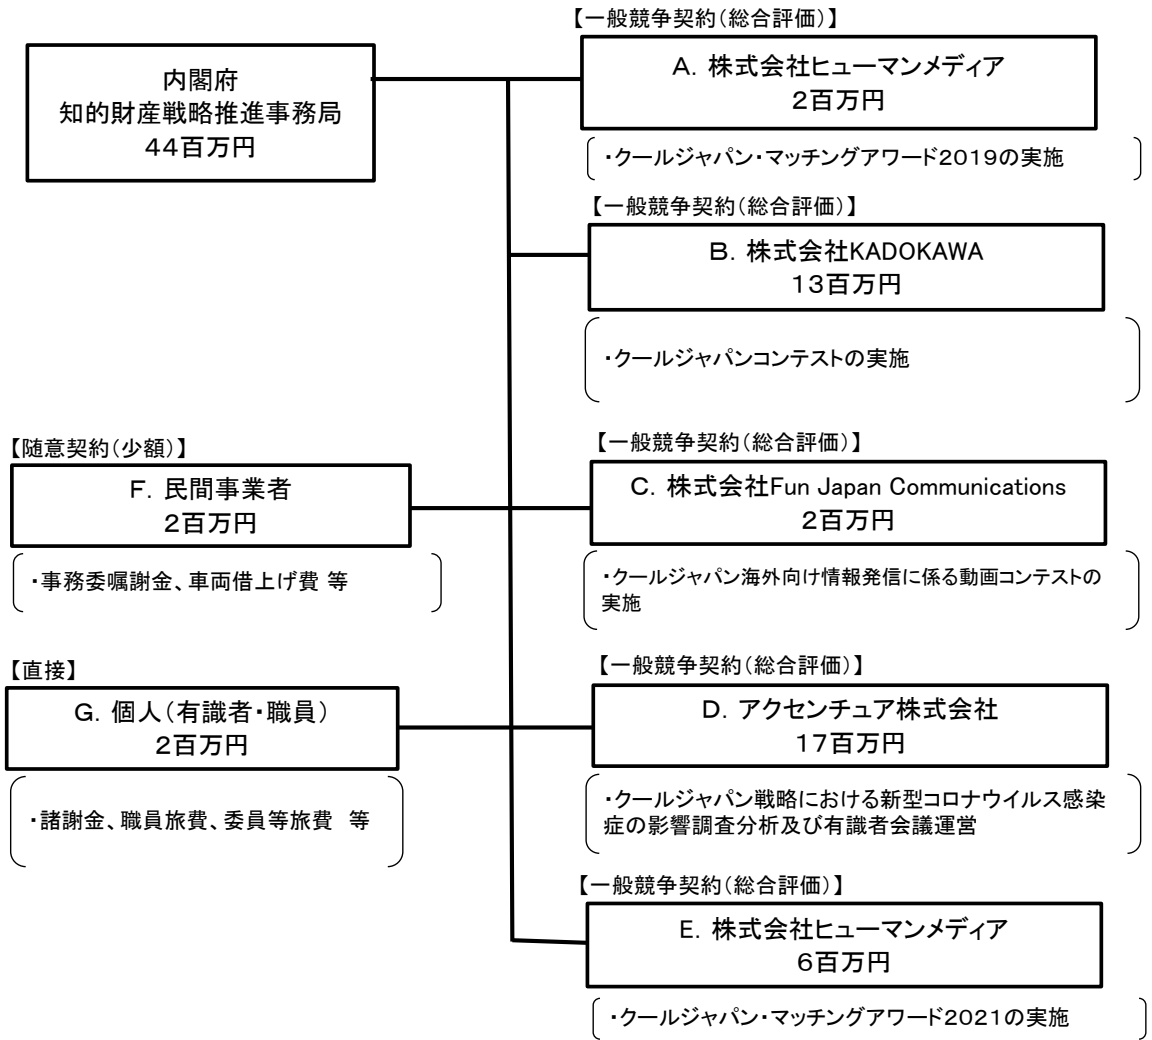 内閣府
知的財産戦略推進事務局
44百万円
【一般競争契約（総合評価）】
A．株式会社ヒューマンメディア
2百万円
・クールジャパン・マッチングアワード2019の実施
【一般競争契約（総合評価）】
B．株式会社KADOKAWA
13百万円
・クールジャパンコンテストの実施
【随意契約（少額）】
F．民間事業者
2百万円
・事務委嘱謝金、車両借上げ費 等
【一般競争契約（総合評価）】
C．株式会社Fun Japan Communications
2百万円
・クールジャパン海外向け情報発信に係る動画コンテストの
実施
【直接】
G．個人（有識者・職員）
2百万円
・諸謝金、職員旅費、委員等旅費　等
【一般競争契約（総合評価）】
D．アクセンチュア株式会社
17百万円
・クールジャパン戦略における新型コロナウイルス感染
症の影響調査分析及び有識者会議運営
【一般競争契約（総合評価）】
E．株式会社ヒューマンメディア
6百万円
・クールジャパン・マッチングアワード2021の実施